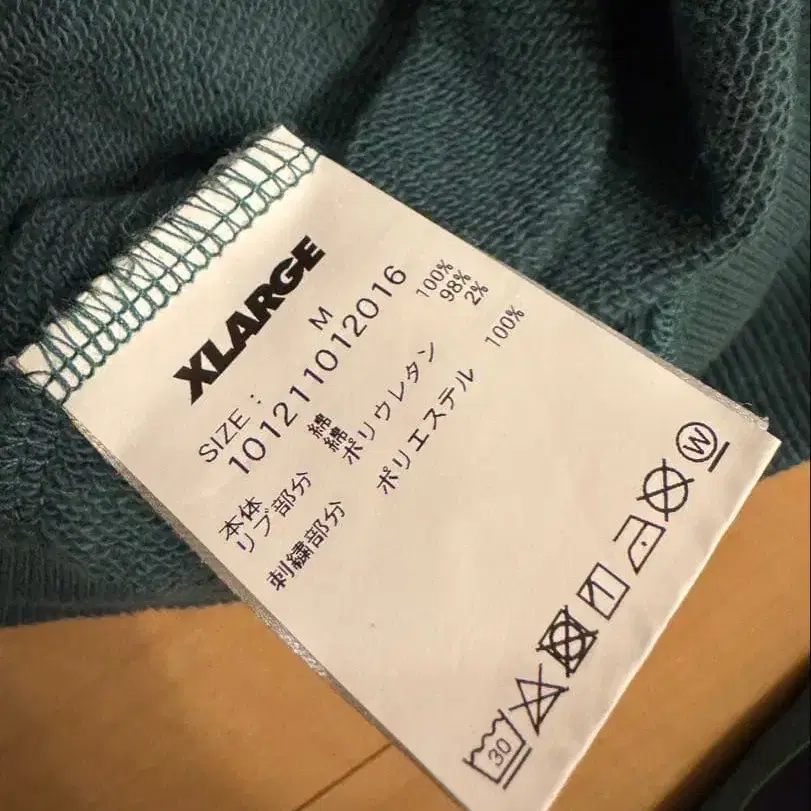 XLARGE
SIZE： M
101211011012016
本体 綿 100%
リブ部分 綿 98%
ポリウレタン 2%
刺繍部分 ポリエステル 100%
30
W